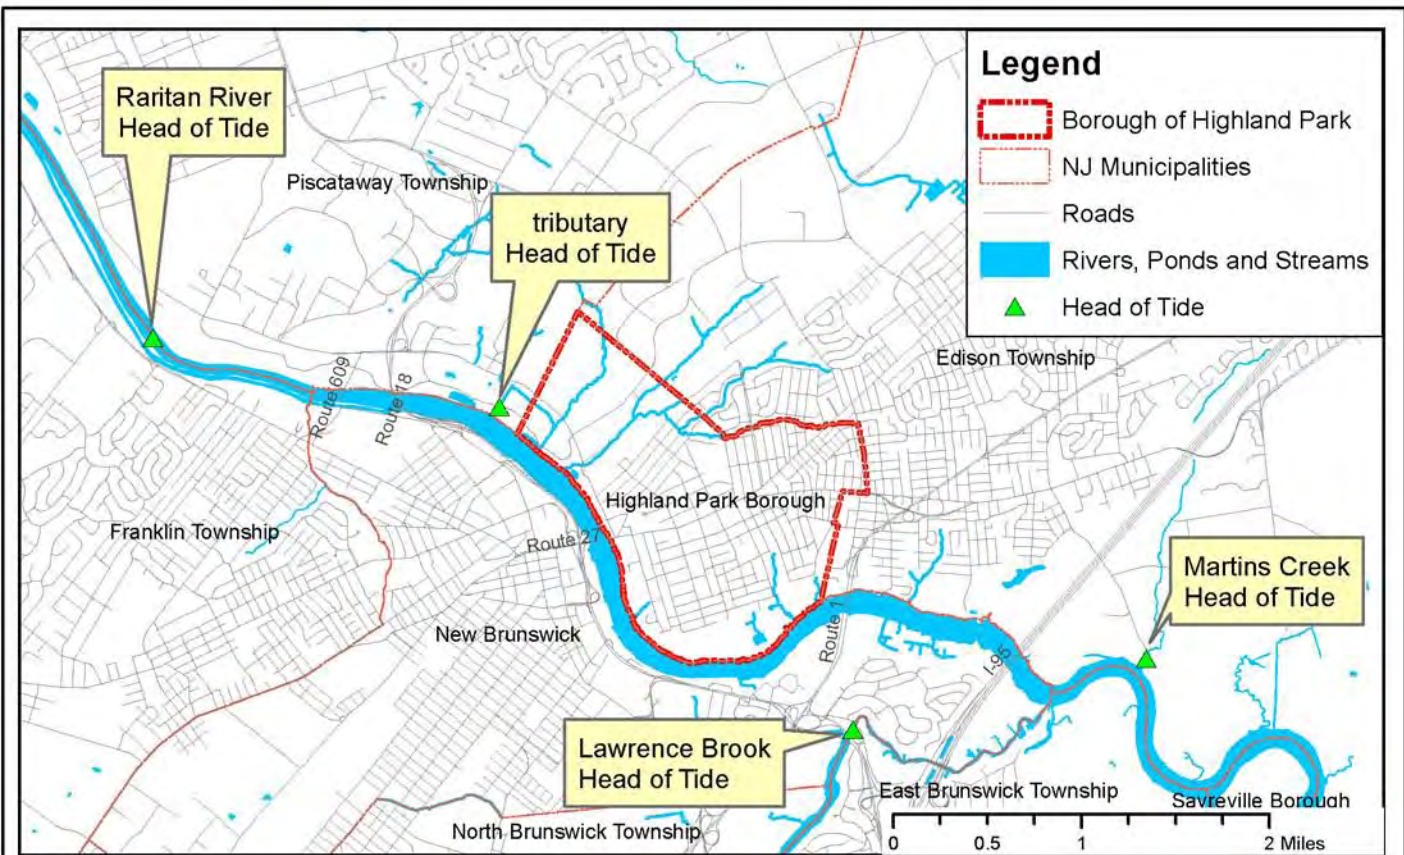 Legend
Borough of Highland Park
NJ Municipalities
Roads
Rivers, Ponds and Streams
Head of Tide
Raritan River
Head of Tide
Piscataway Township
tributary
Head of Tide
Edison Township
Route 609
Route 18
Highland Park Borough
Franklin Township
Route 27
Martins Creek
Head of Tide
New Brunswick
Route 1
I-95
Lawrence Brook
Head of Tide
East Brunswick Township
Sayreville Borough
North Brunswick Township
0 0.5 1 2 Miles